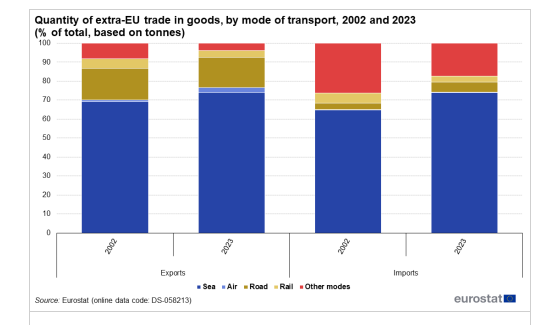 Quantity of extra-EU trade in goods, by mode of transport, 2002 and 2023
(% of total, based on tonnes)
100
90
80
70
60
50
40
30
20
10
0
2002
2023
2002
2023
Exports
Imports
Sea Air Road Rail Other modes
Source: Eurostat (online data code: DS-058213)
eurostat